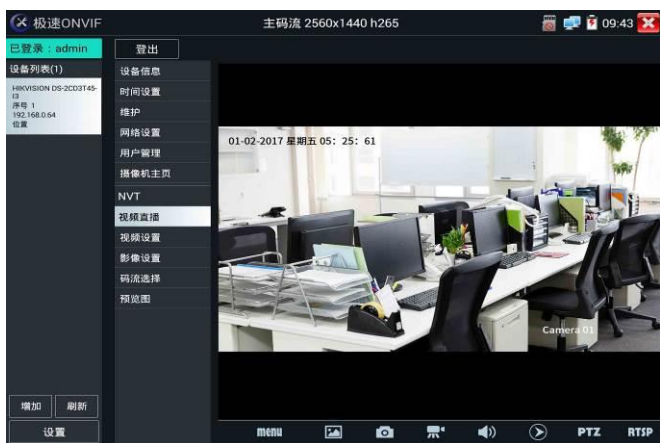 极速ONVIF
主码流 2560x1440 h265
09:43
已登录：admin
登出
设备列表(1)
HIKVISION DS-2CD3T45-
I3
序号 1
192.168.0.64
位置
设备信息
时间设置
维护
网络设置
用户管理
摄像机主页
NVT
视频直播
视频设置
影像设置
码流选择
预览图
01-02-2017 星期五 05：25：61
Camera 01
增加
刷新
设置
menu
PTZ
RTSP